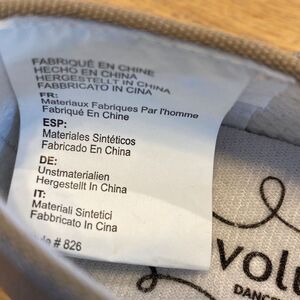 FABRIQUÉ EN CHINE
HECHO EN CHINA
HERGESTELLT IN CHINA
FABBRICATO IN CINA
FR:
Materiaux Fabriques Par l'homme
Fabriqué En Chine
ESP:
Materiales Sintéticos
Fabricado En China
DE:
Unstmaterialien
Hergestellt In China
IT:
Materiali Sintetici
Fabbricato In Cina
# 826
DANCE